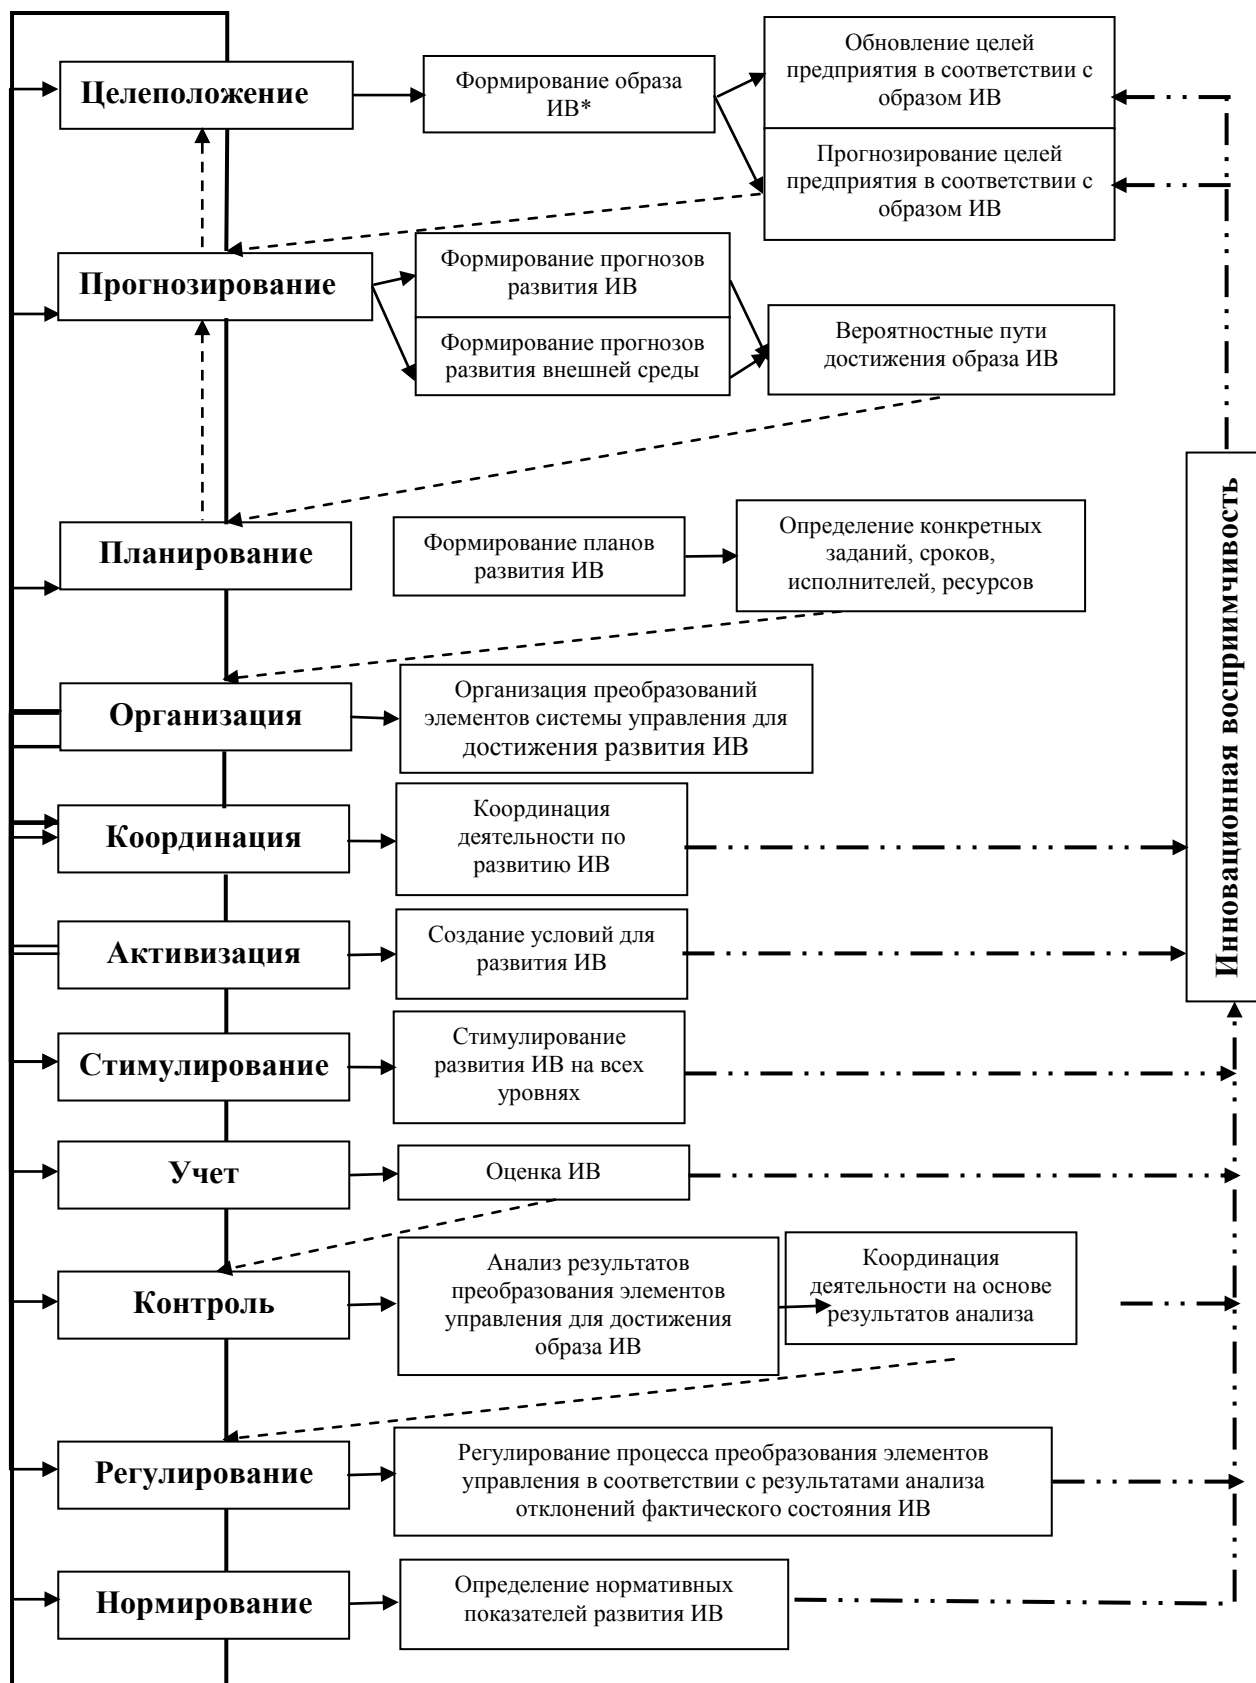 Целеположение
Формирование образа
ИВ*
Обновление целей
предприятия в соответствии с
образом ИВ
Прогнозирование целей
предприятия в соответствии с
образом ИВ
Прогнозирование
Формирование прогнозов
развития ИВ
Формирование прогнозов
развития внешней среды
Вероятностные пути
достижения образа ИВ
Планирование
Формирование планов
развития ИВ
Определение конкретных
заданий, сроков,
исполнителей, ресурсов
Инновационная восприимчивость
Организация
Организация преобразований
элементов системы управления для
достижения развития ИВ
Координация
Координация
деятельности по
развитию ИВ
Активизация
Создание условий для
развития ИВ
Стимулирование
Стимулирование
развития ИВ на всех
уровнях
Учет
Оценка ИВ
Контроль
Анализ результатов
преобразования элементов
управления для достижения
образа ИВ
Координация
деятельности на основе
результатов анализа
Регулирование
Регулирование процесса преобразования элементов
управления в соответствии с результатами анализа
отклонений фактического состояния ИВ
Нормирование
Определение нормативных
показателей развития ИВ